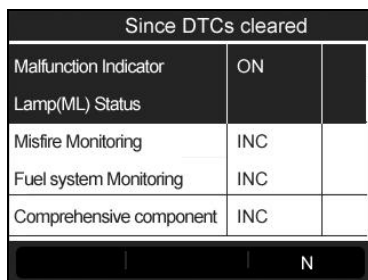 Since DTCs cleared
Malfunction Indicator ON
Lamp(ML) Status
Misfire Monitoring INC
Fuel system Monitoring INC
Comprehensive component INC
N